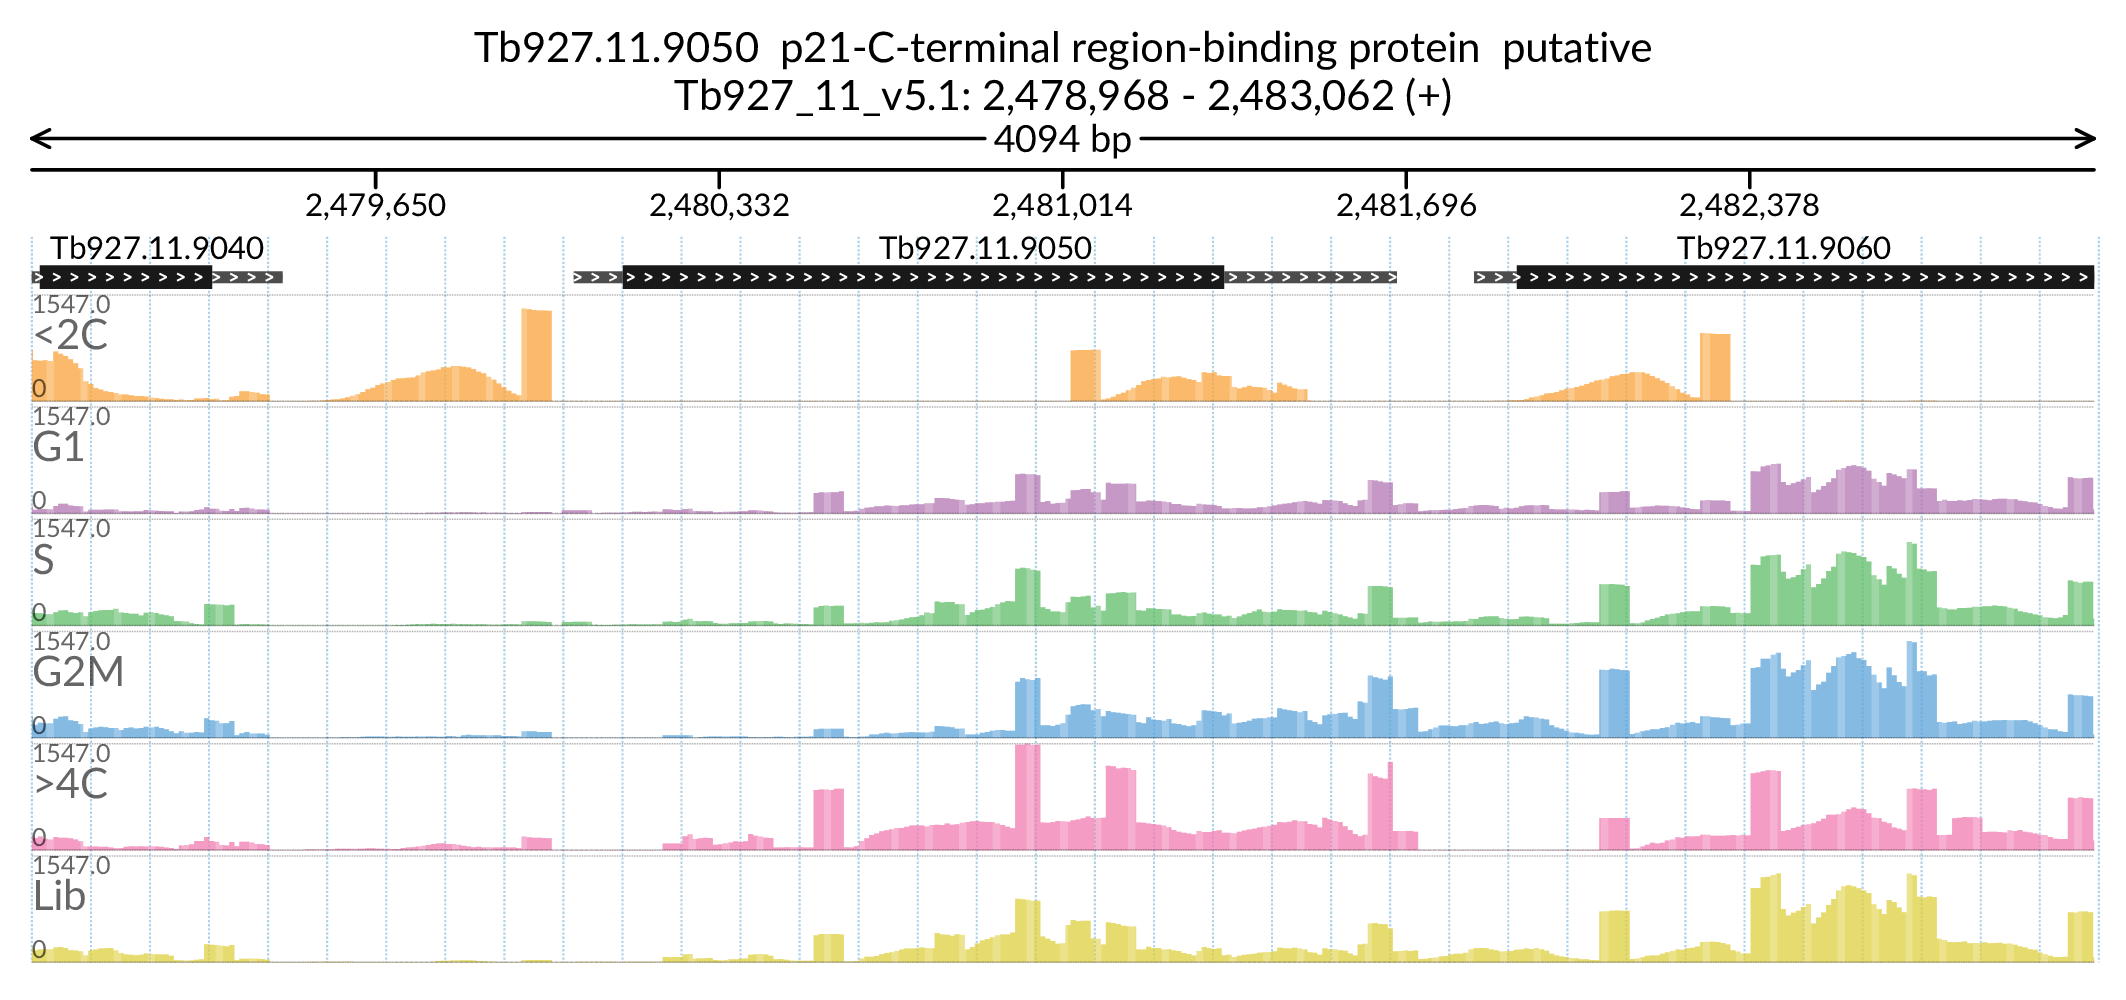 Tb927.11.9050 p21-C-terminal region-binding protein putative
Tb927_11_v5.1: 2,478,968 - 2,483,062 (+)
4094 bp
2,479,650 2,480,332 2,481,014 2,481,696 2,482,378
Tb927.11.9040 Tb927.11.9050 Tb927.11.9060
1547.0
<2C
0
1547.0
G1
0
1547.0
S
0
1547.0
G2M
0
1547.0
>4C
0
1547.0
Lib
0